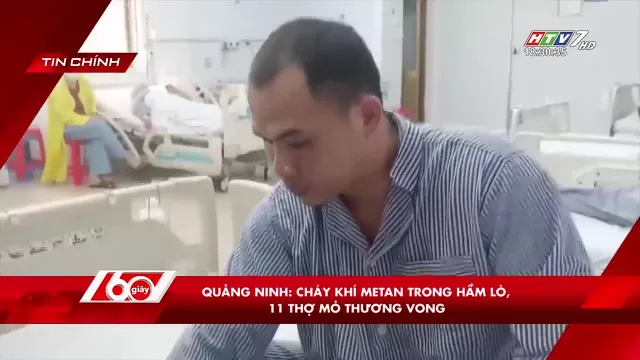 TIN CHÍNH
HTV7 HD
18:30:35
60 giây
QUẢNG NINH: CHÁY KHÍ METAN TRONG HẦM LÒ,
11 THỢ MỎ THƯƠNG VONG